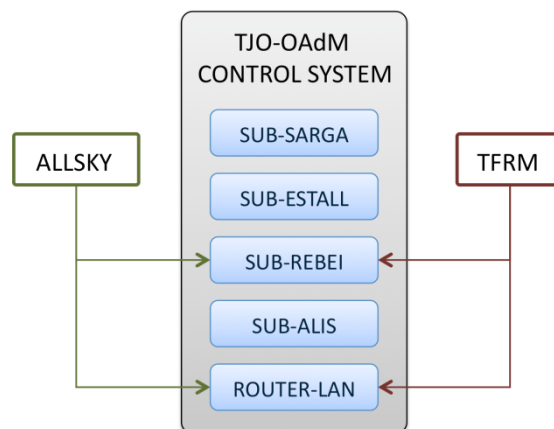 TJO-OAdM
CONTROL SYSTEM
SUB-SARGA
ALLSKY
TFRM
SUB-ESTALL
SUB-REBEI
SUB-ALIS
ROUTER-LAN